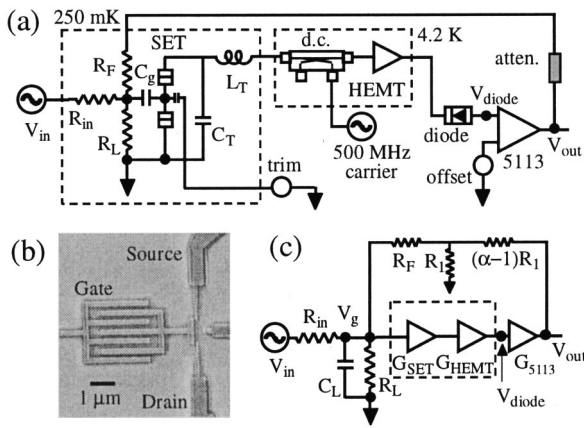 (a)
250 mK
SET
d.c.
4.2 K
R_F
C_g
L_T
HEMT
atten.
V_in
R_in
R_L
C_T
V_diode
diode
5113
V_out
500 MHz
carrier
offset
trim
(b)
Source
Gate
1 μm
Drain
(c)
R_F
R_1
(α-1)R_1
R_in
V_g
V_in
C_L
R_L
G_SET
G_HEMT
G_5113
V_out
V_diode